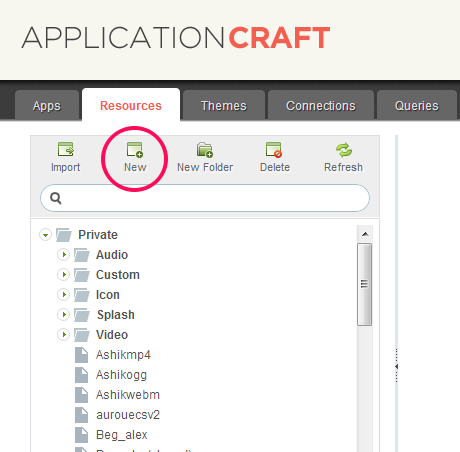 APPLICATIONCRAFT
Apps Resources Themes Connections Queries
Import New New Folder Delete Refresh
Private
Audio
Custom
Icon
Splash
Video
Ashikmp4
Ashikogg
Ashikwebm
aurouecsv2
Beg_alex